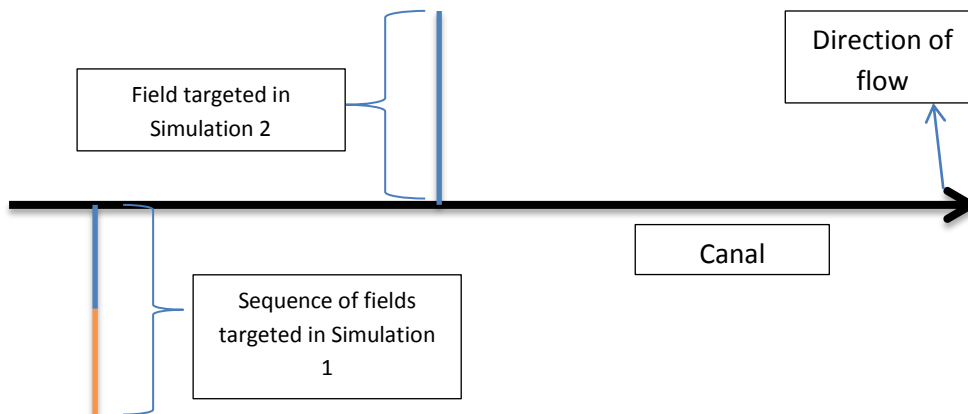 Direction of
flow
Field targeted in
Simulation 2
Canal
Sequence of fields
targeted in Simulation
1